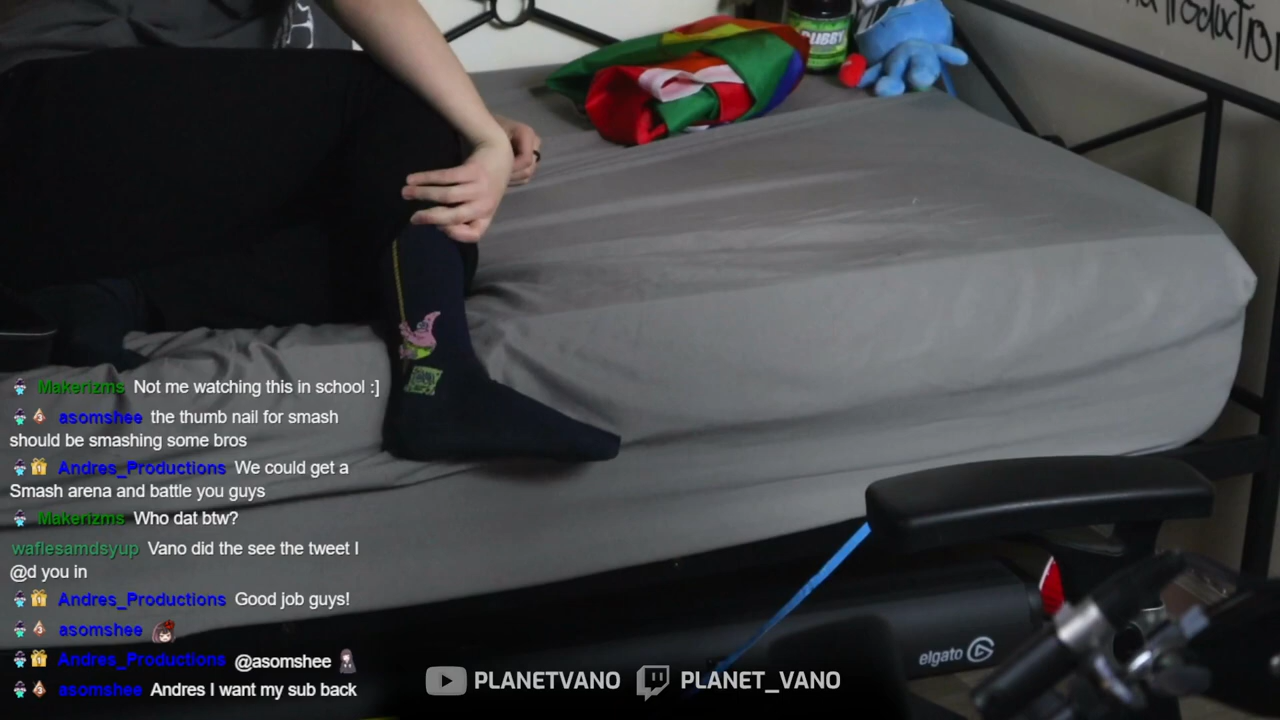 DUBBY
Makerizms Not me watching this in school :]
asomshee the thumb nail for smash
should be smashing some bros
Andres_Productions We could get a
Smash arena and battle you guys
Makerizms Who dat btw?
waflesamdsyup Vano did the see the tweet I
@d you in
Andres_Productions Good job guys!
asomshee
Andres_Productions @asomshee
asomshee Andres I want my sub back
elgato
PLANETVANO PLANET_VANO